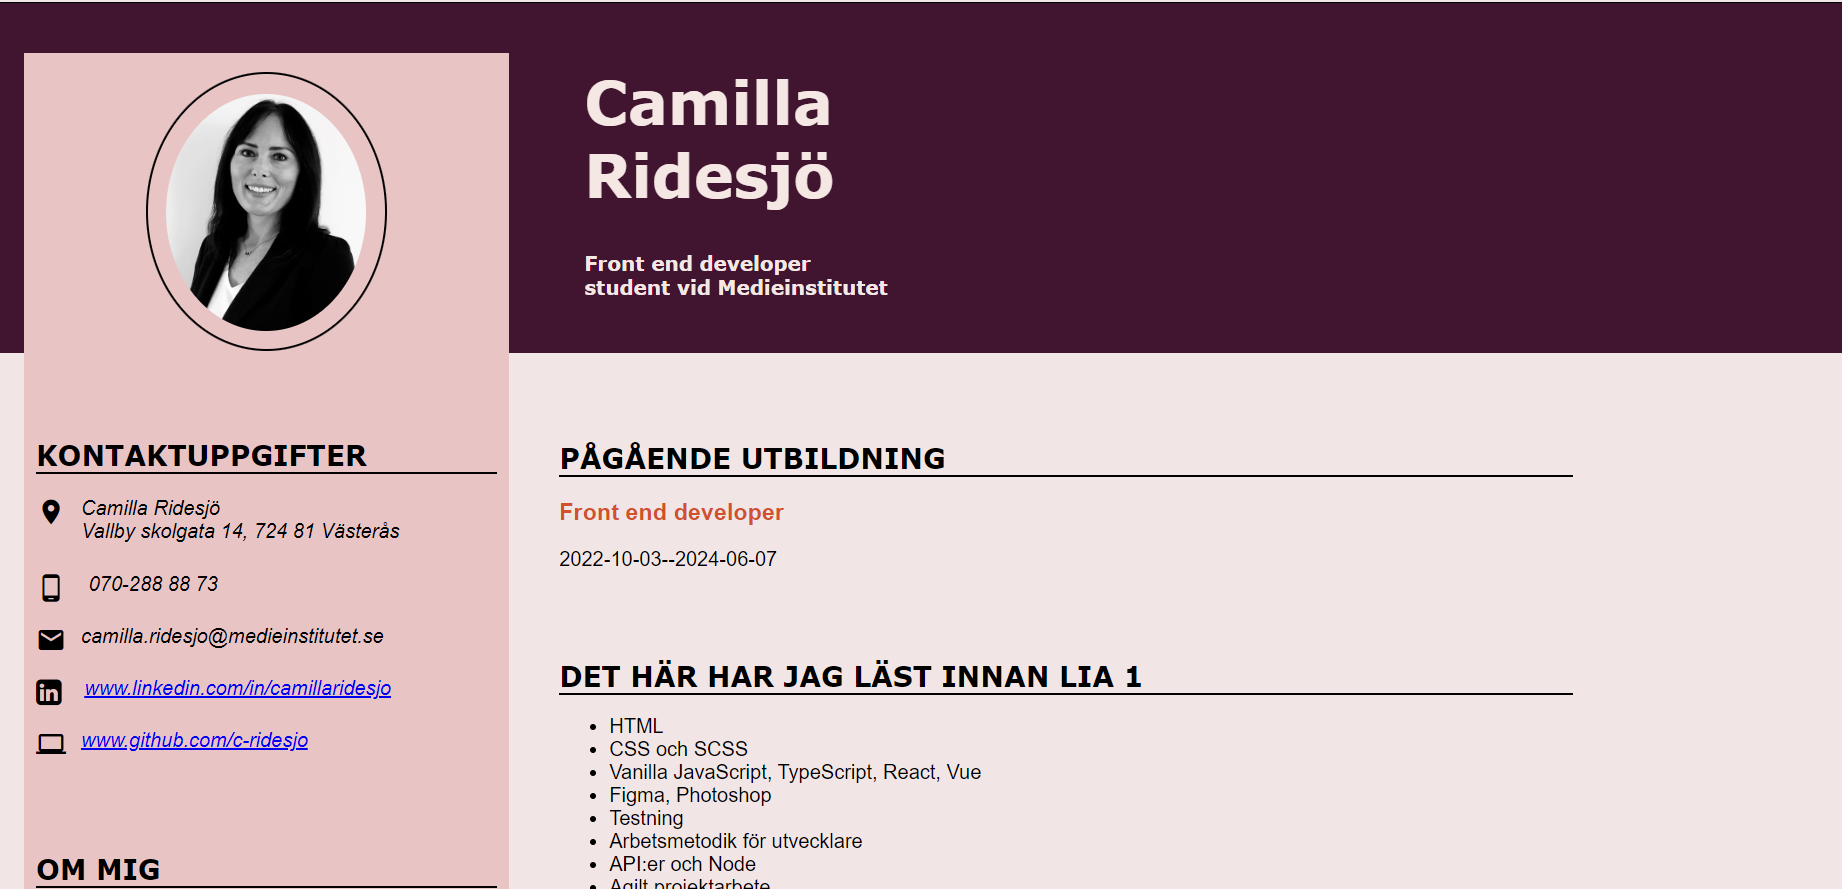 Camilla
Ridesjö
Front end developer
student vid Medieinstitutet
KONTAKTUPPGIFTER
Camilla Ridesjö
Vallby skolgata 14, 724 81 Västerås
070-288 88 73
camilla.ridesjo@medieinstitutet.se
www.linkedin.com/in/camillaridesjo
www.github.com/c-ridesjo
OM MIG
PÅGÅENDE UTBILDNING
Front end developer
2022-10-03--2024-06-07
DET HÄR HAR JAG LÄST INNAN LIA 1
• HTML
• CSS och SCSS
• Vanilla JavaScript, TypeScript, React, Vue
• Figma, Photoshop
• Testning
• Arbetsmetodik för utvecklare
• API:er och Node
• Agilt projektarbete